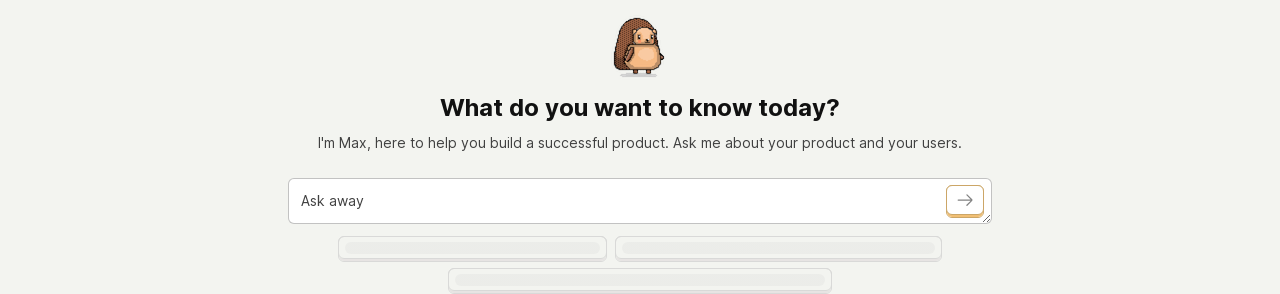 What do you want to know today?
I'm Max, here to help you build a successful product. Ask me about your product and your users.
Ask away